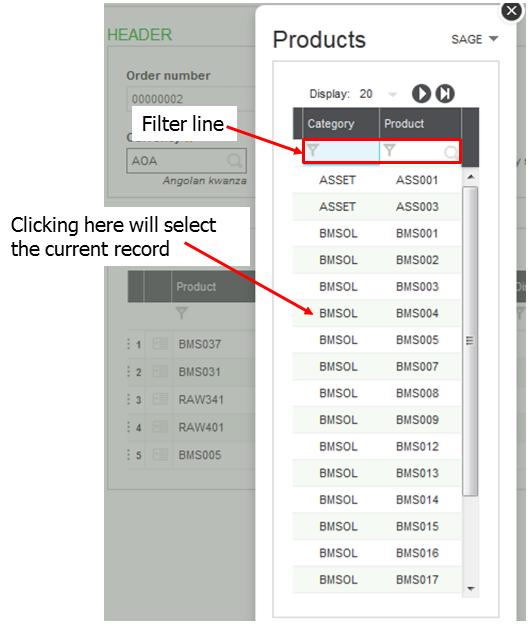 HEADER
Order number
00000002
AOA
Angolan kwanza
Filter line
Clicking here will select
the current record
Product
1 BMS037
2 BMS031
3 RAW341
4 RAW401
5 BMS005
Products
SAGE
Display: 20
Category Product
ASSET ASS001
ASSET ASS003
BMSOL BMS001
BMSOL BMS002
BMSOL BMS003
BMSOL BMS004
BMSOL BMS005
BMSOL BMS007
BMSOL BMS008
BMSOL BMS009
BMSOL BMS012
BMSOL BMS013
BMSOL BMS014
BMSOL BMS015
BMSOL BMS016
BMSOL BMS017